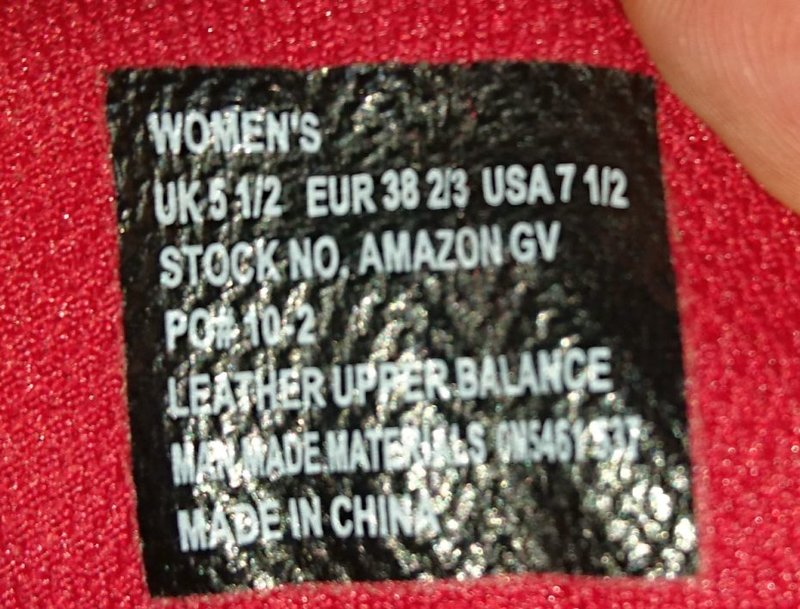 WOMEN'S
UK 5 1/2 EUR 38 2/3 USA 7 1/2
STOCK NO. AMAZON GV
PO# 10-2
LEATHER UPPER BALANCE
MAN MADE MATERIALS
MADE IN CHINA